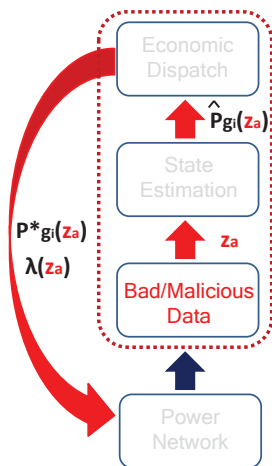 Economic
Dispatch
P̂gi(za)
State
Estimation
P*gi(za)
λ(za)
za
Bad/Malicious
Data
Power
Network